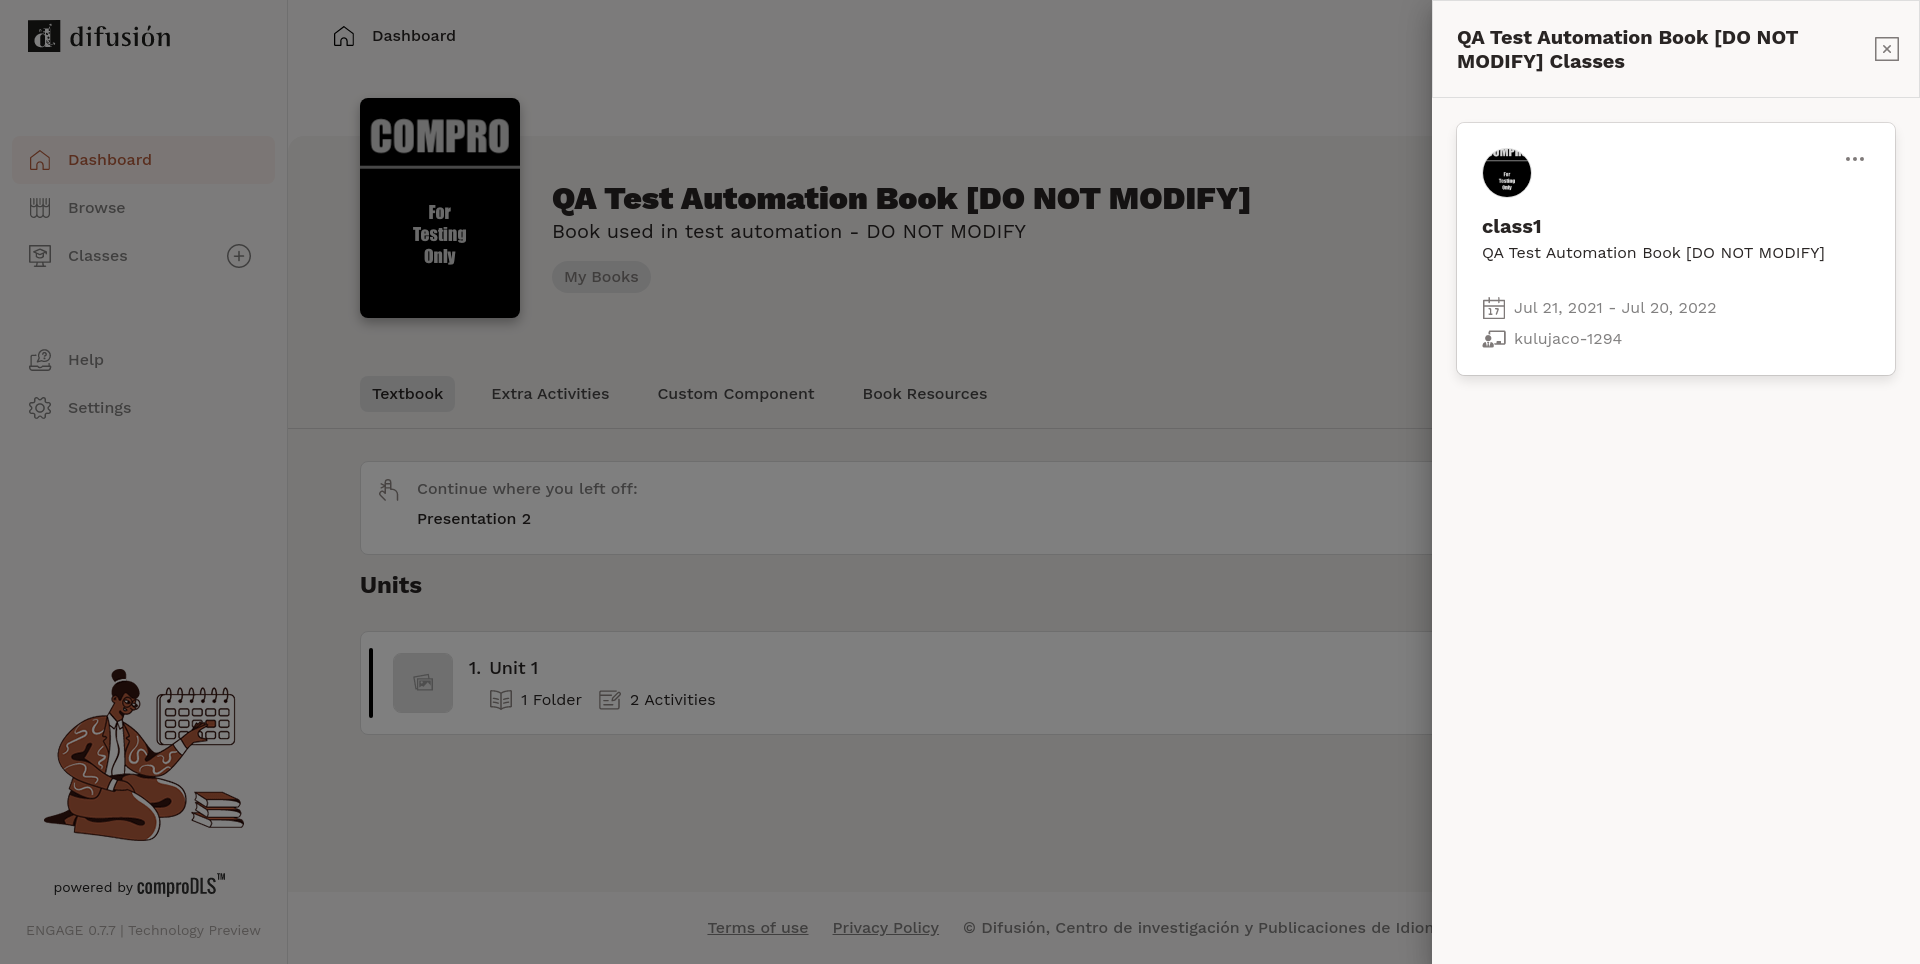 difusión
Dashboard
Browse
Classes
Help
Settings
powered by comproDLS™
ENGAGE 0.7.7 | Technology Preview
Dashboard
COMPRO
For
Testing
Only
QA Test Automation Book [DO NOT MODIFY]
Book used in test automation - DO NOT MODIFY
My Books
Textbook
Extra Activities
Custom Component
Book Resources
Continue where you left off:
Presentation 2
Units
1. Unit 1
1 Folder
2 Activities
Terms of use
Privacy Policy
© Difusión, Centro de investigación y Publicaciones de Idion
QA Test Automation Book [DO NOT
MODIFY] Classes
For
Testing
Only
class1
QA Test Automation Book [DO NOT MODIFY]
17
Jul 21, 2021 - Jul 20, 2022
kulujaco-1294